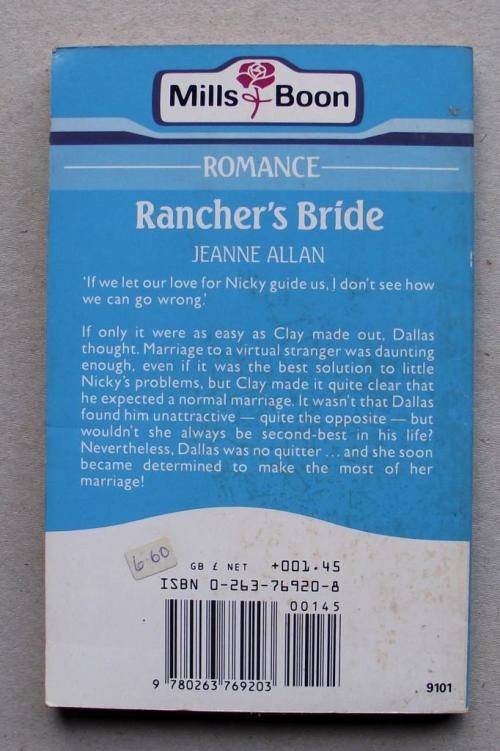 Mills & Boon
ROMANCE
Rancher's Bride
JEANNE ALLAN
'If we let our love for Nicky guide us, I don't see how
we can go wrong.'
If only it were as easy as Clay made out, Dallas
thought. Marriage to a virtual stranger was daunting
enough, even if it was the best solution to little
Nicky's problems, but Clay made it quite clear that
he expected a normal marriage. It wasn't that Dallas
found him unattractive — quite the opposite — but
wouldn't she always be second-best in his life?
Nevertheless, Dallas was no quitter ... and she soon
became determined to make the most of her
marriage!
6.60
GB £ NET +001.45
ISBN 0-263-76920-8
00145
9 780263 769203
9101